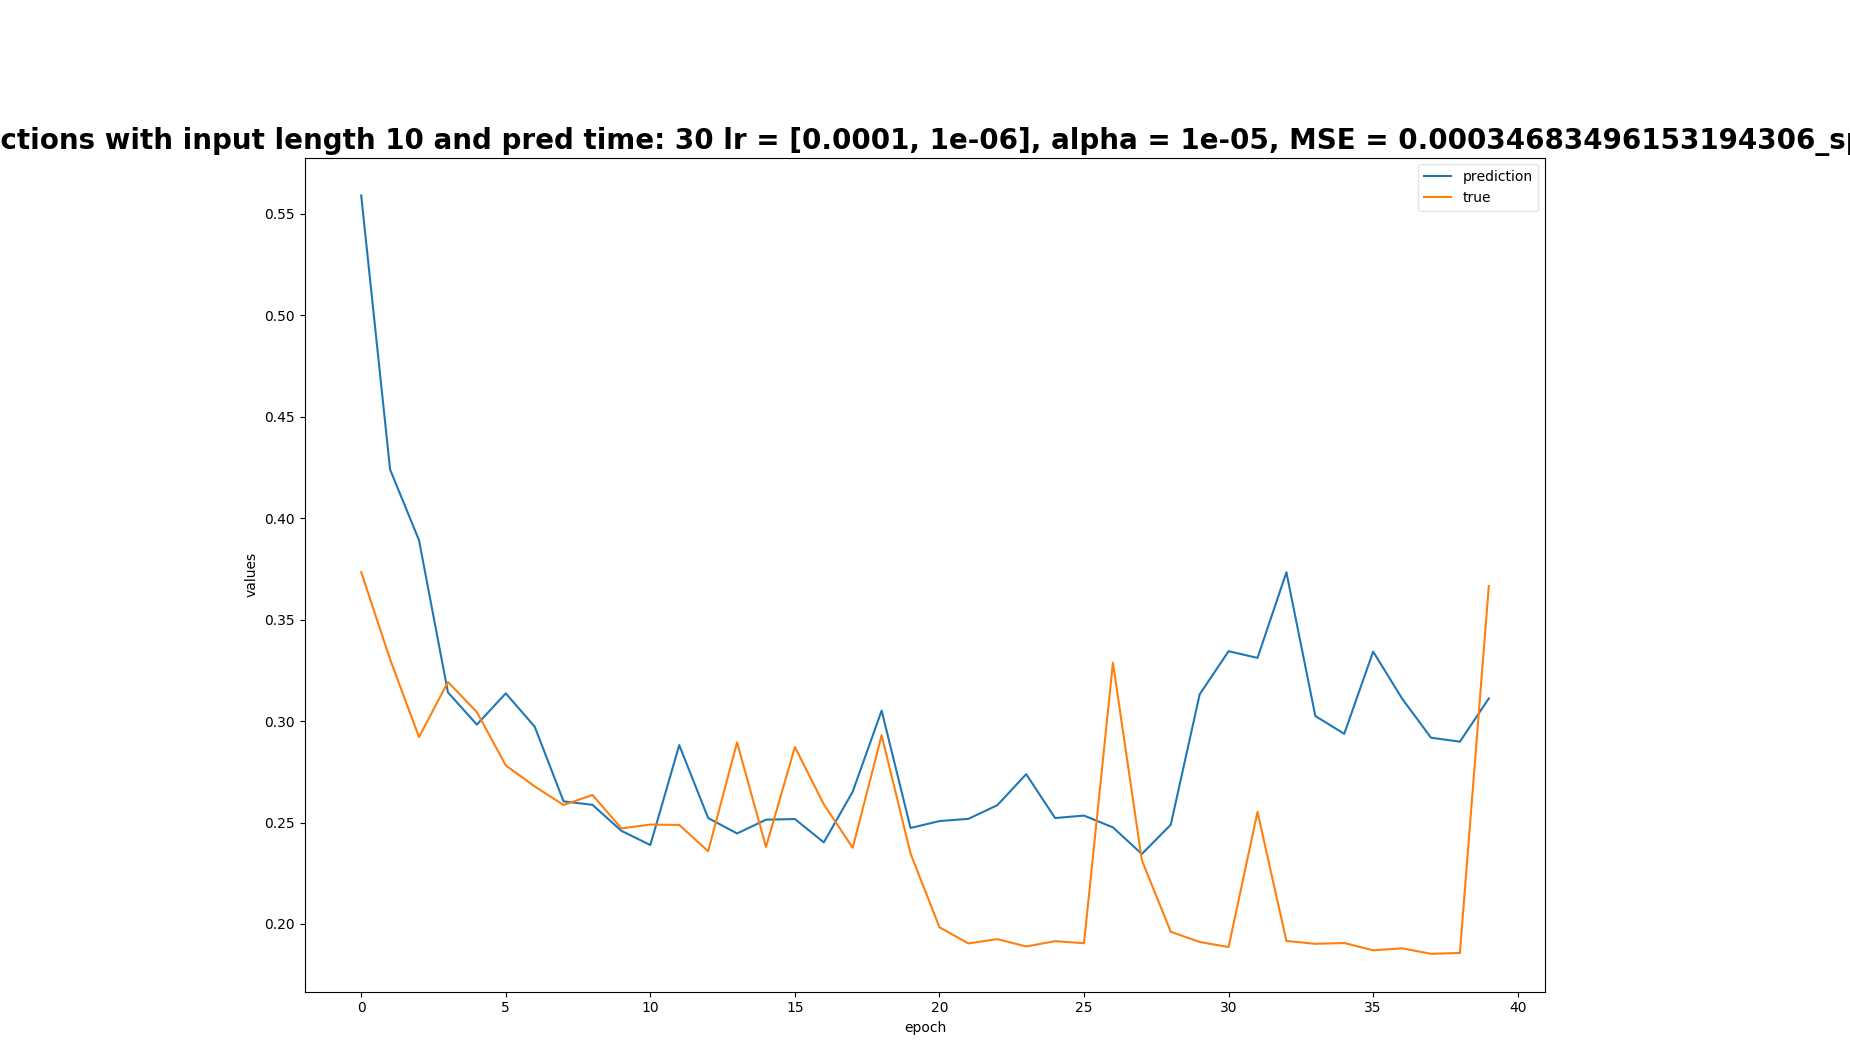 ctions with input length 10 and pred time: 30 lr = [0.0001, 1e-06], alpha = 1e-05, MSE = 0.00034683496153194306_sp
prediction
true
0.55
0.50
0.45
0.40
0.35
0.30
0.25
0.20
values
0 5 10 15 20 25 30 35 40
epoch